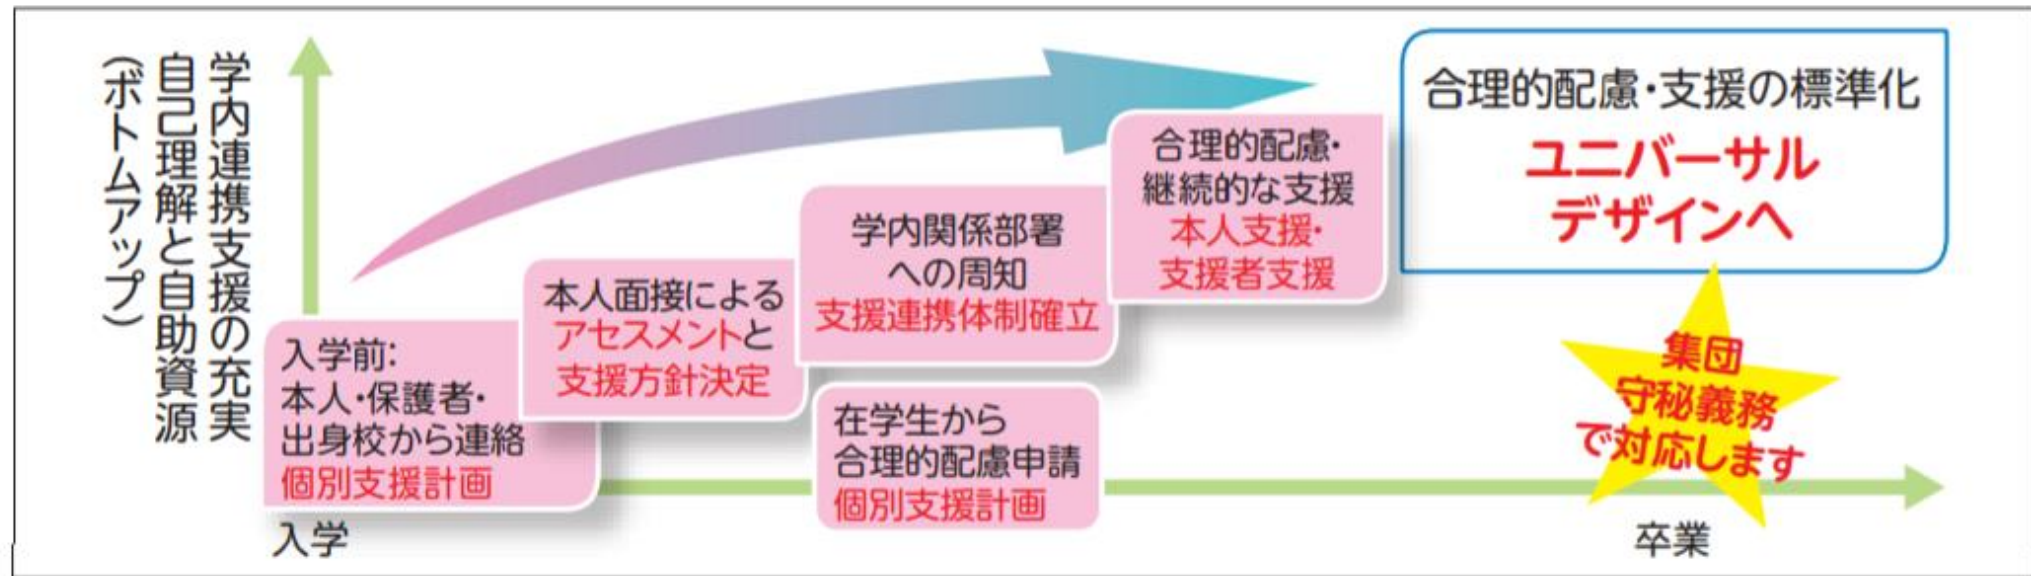 学内連携支援の充実
自己理解と自助資源
（ボトムアップ）
入学前：
本人・保護者・
出身校から連絡
個別支援計画
本人面接による
アセスメントと
支援方針決定
学内関係部署
への周知
支援連携体制確立
在学生から
合理的配慮申請
個別支援計画
合理的配慮・
継続的な支援
本人支援・
支援者支援
合理的配慮・支援の標準化
ユニバーサル
デザインへ
集団
守秘義務
で対応します
入学
卒業